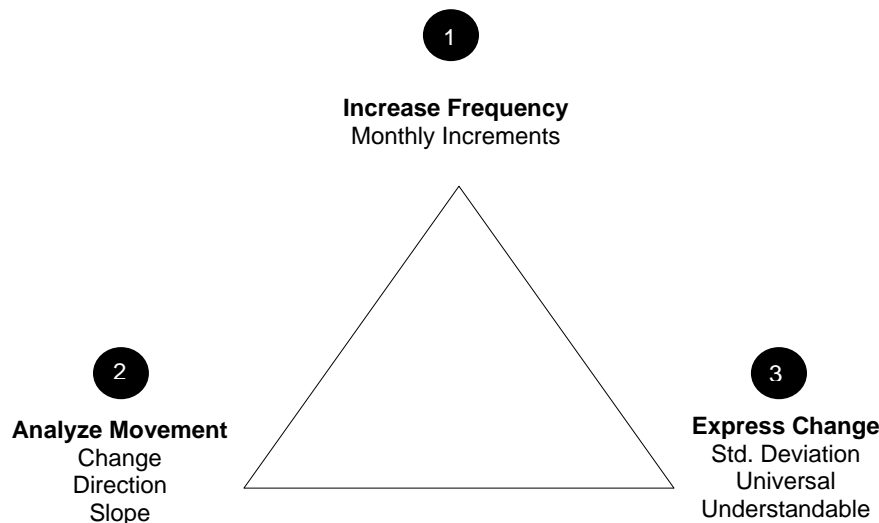 1
Increase Frequency
Monthly Increments
2
Analyze Movement
Change
Direction
Slope
3
Express Change
Std. Deviation
Universal
Understandable